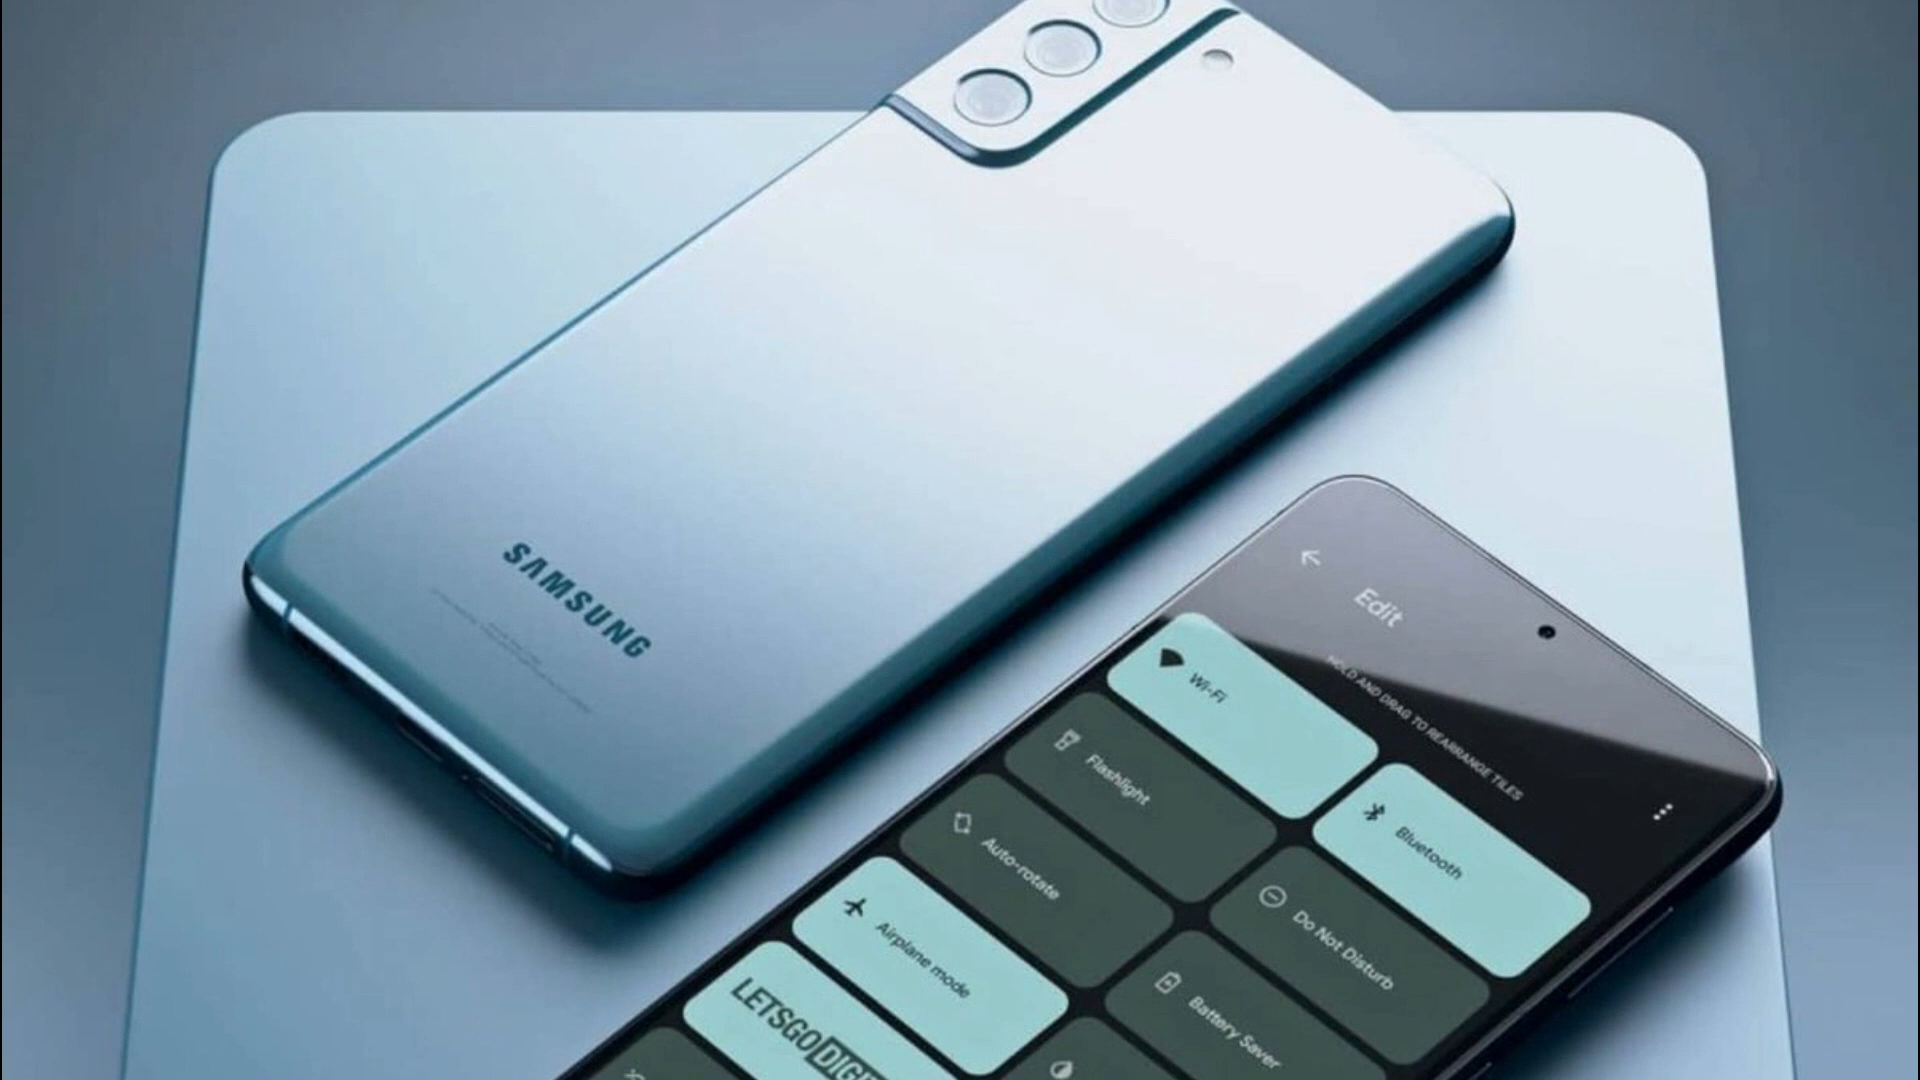 SAMSUNG
Edit
HOLD AND DRAG TO REARRANGE TILES
Wi-Fi
Bluetooth
Flashlight
Do Not Disturb
Auto-rotate
Battery Saver
Airplane mode
LETSGODIGI